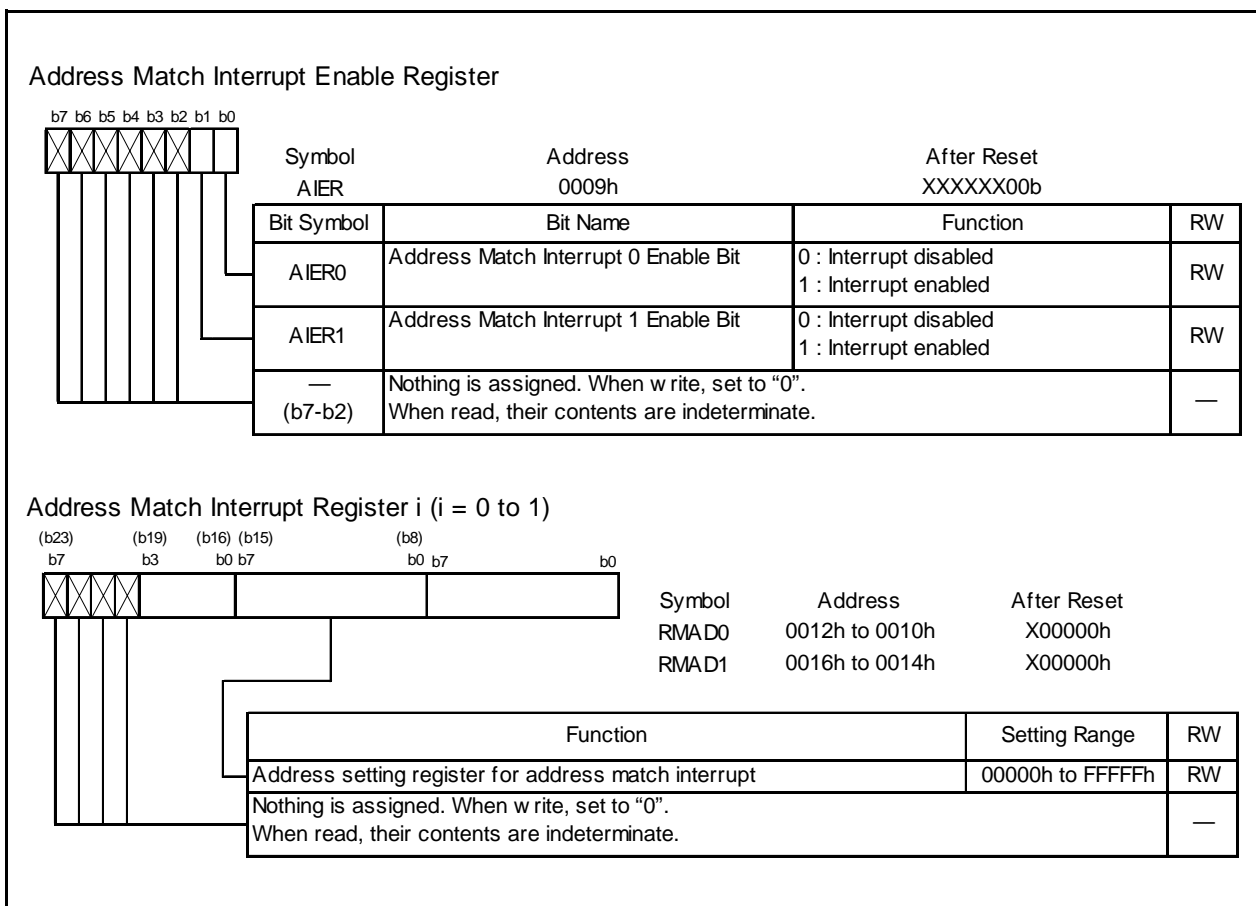 Address Match Interrupt Enable Register
b7 b6 b5 b4 b3 b2 b1 b0
Symbol Address After Reset
AIER 0009h XXXXXX00b
Bit Symbol Bit Name Function RW
AIER0 Address Match Interrupt 0 Enable Bit 0 : Interrupt disabled RW
1 : Interrupt enabled
AIER1 Address Match Interrupt 1 Enable Bit 0 : Interrupt disabled RW
1 : Interrupt enabled
— Nothing is assigned. When write, set to “0”. —
(b7-b2) When read, their contents are indeterminate.
Address Match Interrupt Register i (i = 0 to 1)
(b23) (b19) (b16) (b15) (b8)
b7 b3 b0 b7 b0 b7 b0
Symbol Address After Reset
RMAD0 0012h to 0010h X00000h
RMAD1 0016h to 0014h X00000h
Function Setting Range RW
Address setting register for address match interrupt 00000h to FFFFFh RW
Nothing is assigned. When write, set to “0”. —
When read, their contents are indeterminate.